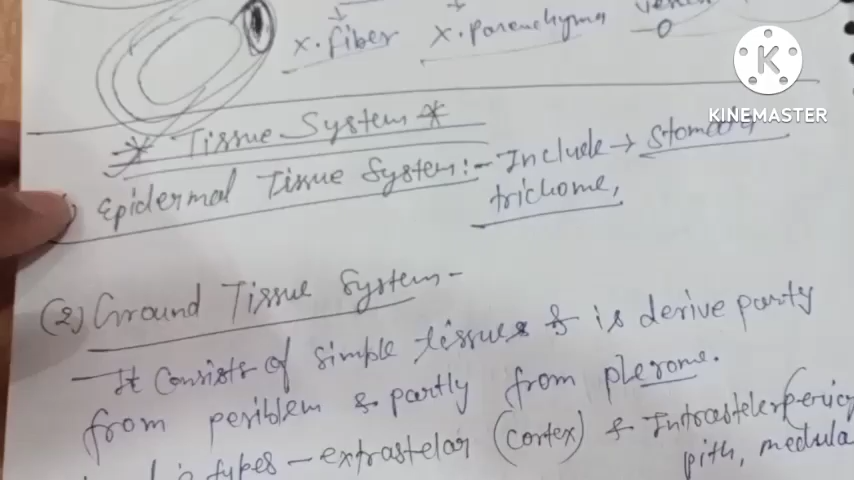 x. fiber x. parenchyma
KINEMASTER
* Tissue System *
Epidermal Tissue System :- Include → Stomata
trichome,
(2) Ground Tissue System -
It consists of simple tissues & is derive party
from periblem & partly from plerome.
types - extrastelar (cortex) & Intrastelar
pith, medula